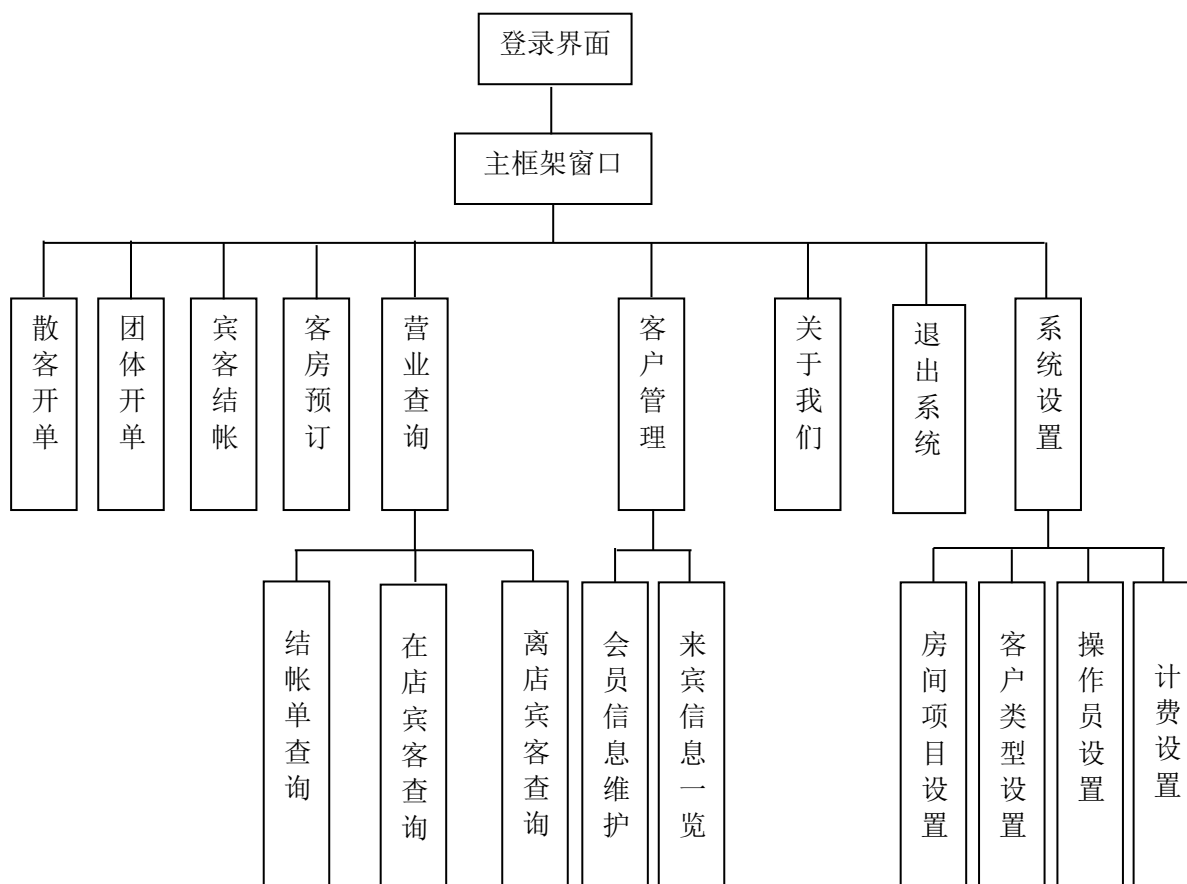 登录界面
主框架窗口
散客开单
团体开单
宾客结帐
客房预订
营业查询
客户管理
关于我们
退出系统
系统设置
结帐单查询
在店宾客查询
离店宾客查询
会员信息维护
来宾信息一览
房间项目设置
客户类型设置
操作员设置
计费设置